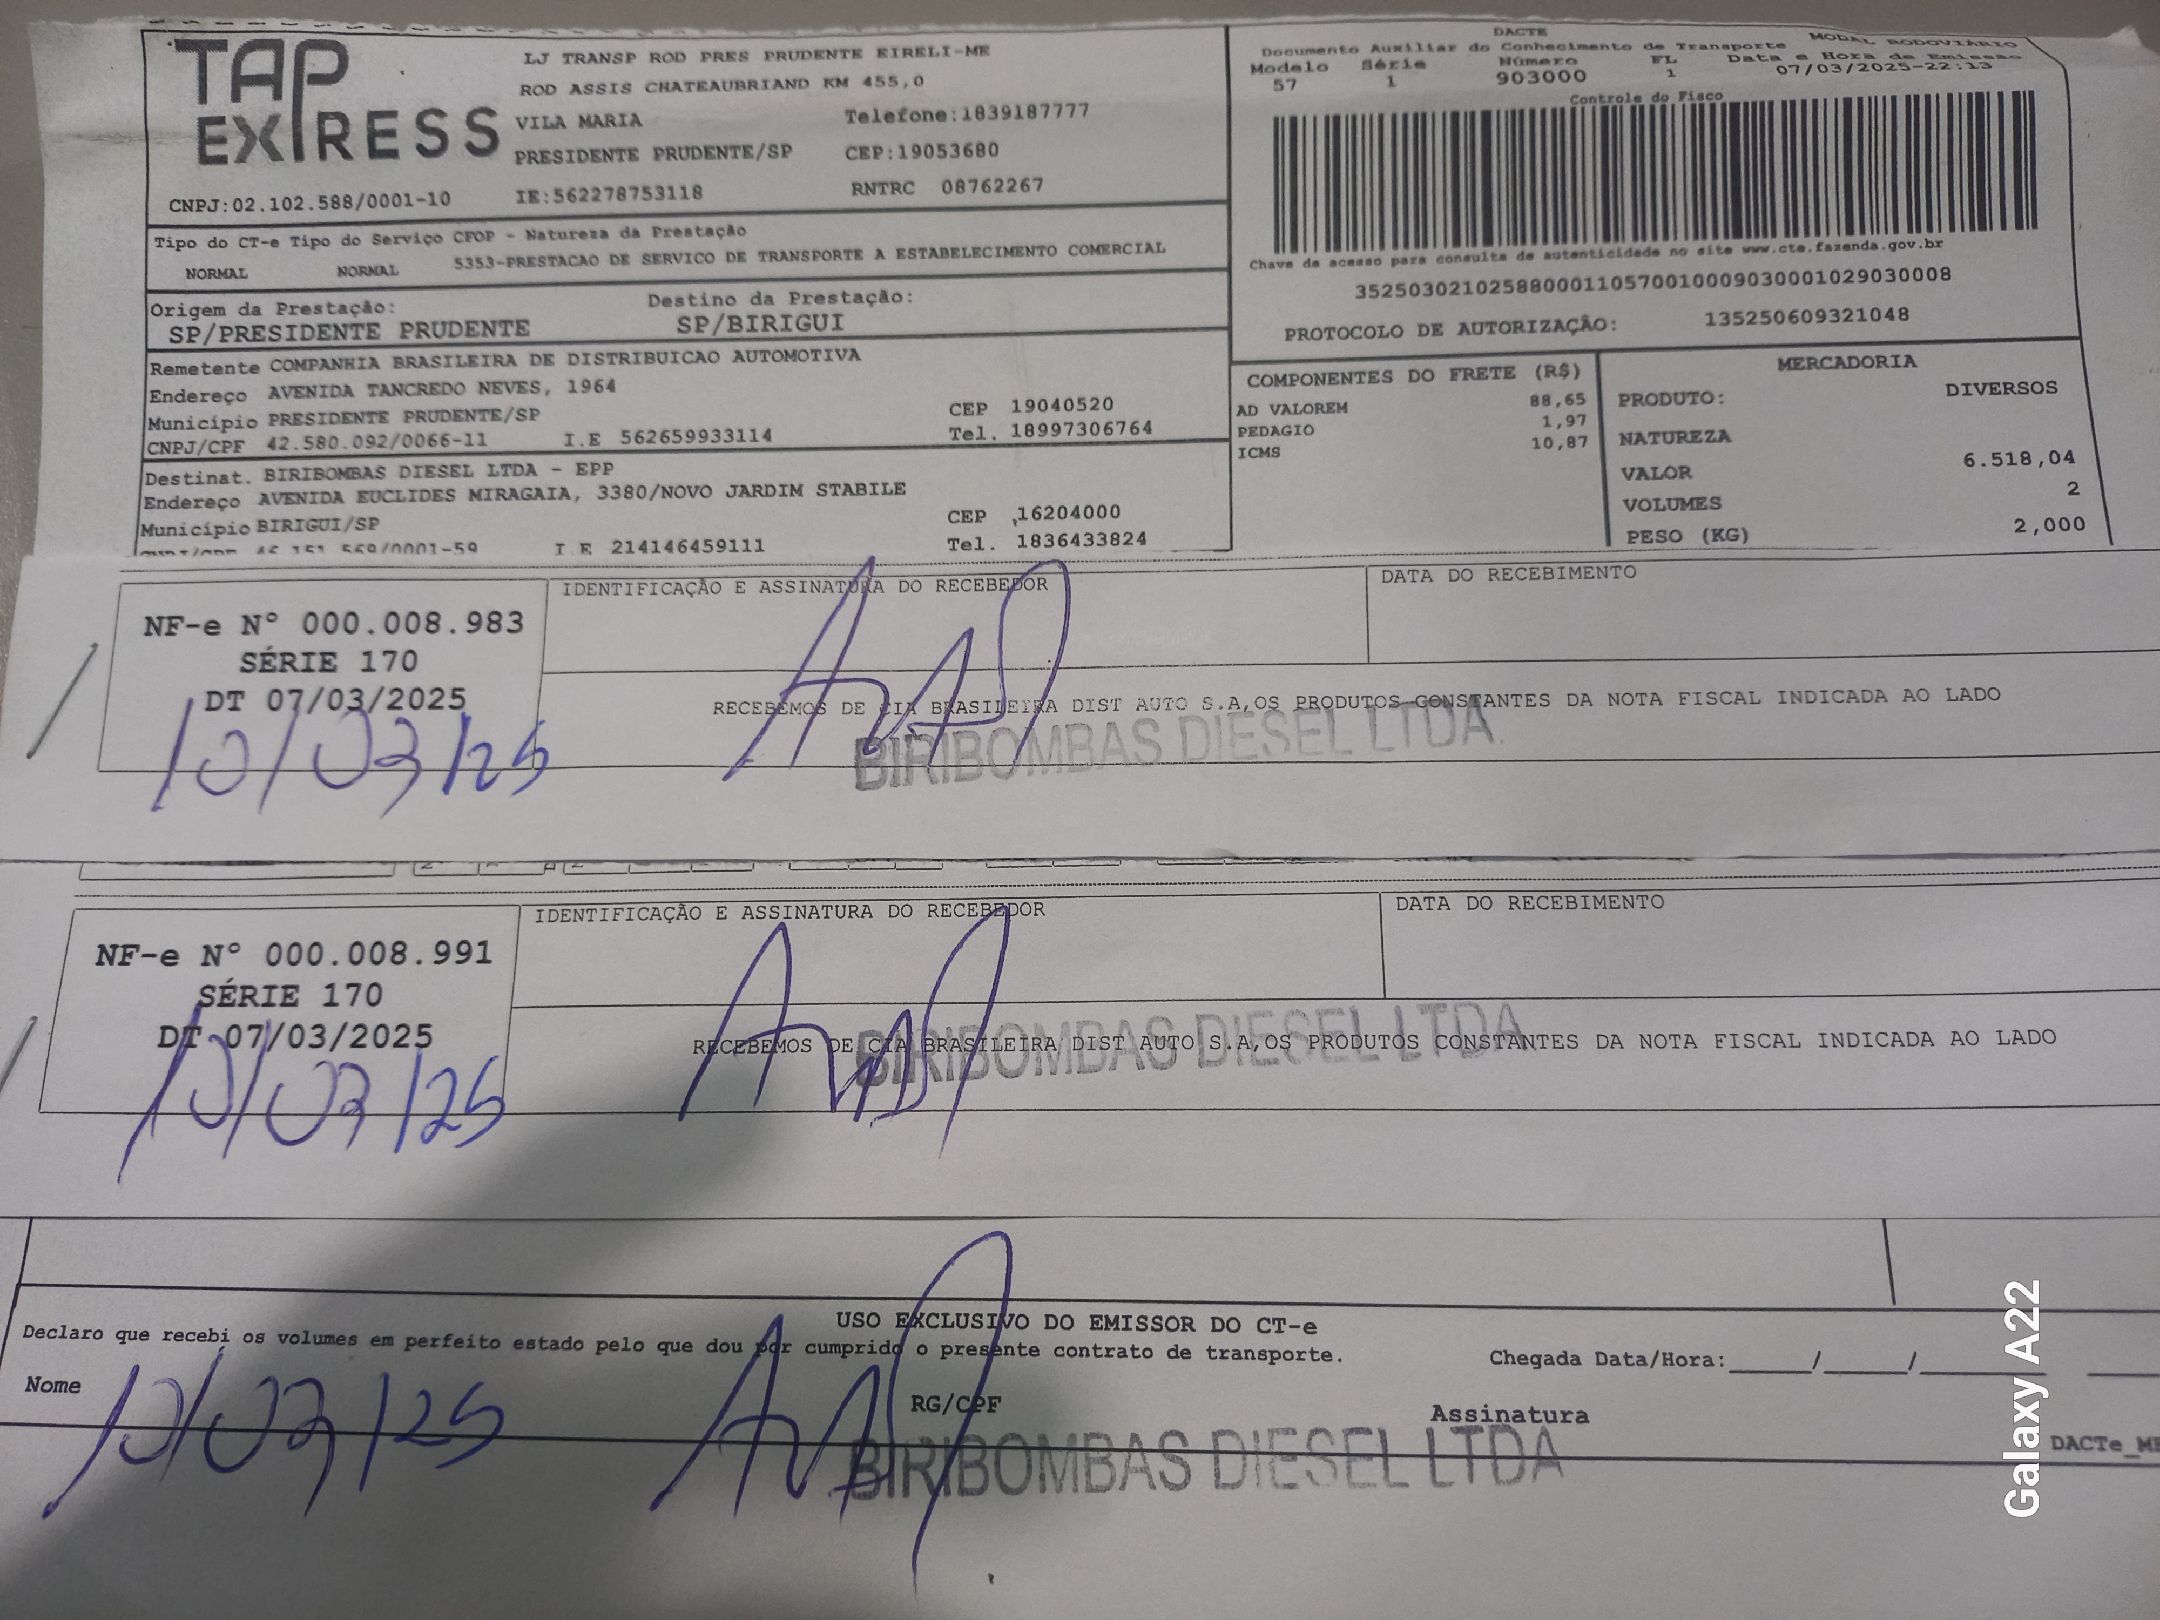 TAP EXPRESS
LJ TRANSP ROD PRES PRUDENTE EIRELI-ME
ROD ASSIS CHATEAUBRIAND KM 455,0
VILA MARIA Telefone:1839187777
PRESIDENTE PRUDENTE/SP CEP:19053680
CNPJ:02.102.588/0001-10 IE:562278753118 RNTRC 08762267
DACTE MODAL RODOVIÁRIO
Documento Auxiliar do Conhecimento de Transporte
Modelo Série Número FL Data e Hora de Emissão
57 1 903000 1 07/03/2025-22:13
Controle do Fisco
Chave de acesso para consulta de autenticidade no site www.cte.fazenda.gov.br
35250302102588000110570010009030001029030008
PROTOCOLO DE AUTORIZAÇÃO: 135250609321048
Tipo do CT-e Tipo do Serviço CFOP - Natureza da Prestação
NORMAL NORMAL 5353-PRESTACAO DE SERVICO DE TRANSPORTE A ESTABELECIMENTO COMERCIAL
Origem da Prestação: Destino da Prestação:
SP/PRESIDENTE PRUDENTE SP/BIRIGUI
Remetente COMPANHIA BRASILEIRA DE DISTRIBUICAO AUTOMOTIVA
Endereço AVENIDA TANCREDO NEVES, 1964
Município PRESIDENTE PRUDENTE/SP CEP 19040520
CNPJ/CPF 42.580.092/0066-11 I.E 562659933114 Tel. 18997306764
Destinat. BIRIBOMBAS DIESEL LTDA - EPP
Endereço AVENIDA EUCLIDES MIRAGAIA, 3380/NOVO JARDIM STABILE
Município BIRIGUI/SP CEP 16204000
I.E 214146459111 Tel. 1836433824
COMPONENTES DO FRETE (R$)
AD VALOREM 88,65
PEDAGIO 1,97
ICMS 10,87
MERCADORIA
PRODUTO: DIVERSOS
NATUREZA
VALOR 6.518,04
VOLUMES 2
PESO (KG) 2,000
NF-e Nº 000.008.983
SÉRIE 170
DT 07/03/2025
10/03/25
IDENTIFICAÇÃO E ASSINATURA DO RECEBEDOR
DATA DO RECEBIMENTO
RECEBEMOS DE CIA BRASILEIRA DIST AUTO S.A,OS PRODUTOS CONSTANTES DA NOTA FISCAL INDICADA AO LADO
BIRIBOMBAS DIESEL LTDA.
NF-e Nº 000.008.991
SÉRIE 170
DT 07/03/2025
10/03/25
IDENTIFICAÇÃO E ASSINATURA DO RECEBEDOR
DATA DO RECEBIMENTO
RECEBEMOS DE CIA BRASILEIRA DIST AUTO S.A,OS PRODUTOS CONSTANTES DA NOTA FISCAL INDICADA AO LADO
BIRIBOMBAS DIESEL LTDA
USO EXCLUSIVO DO EMISSOR DO CT-e
Declaro que recebi os volumes em perfeito estado pelo que dou por cumprido o presente contrato de transporte.
Chegada Data/Hora:_____/_____/_____
Nome RG/CPF Assinatura
10/03/25
BIRIBOMBAS DIESEL LTDA
Galaxy A22